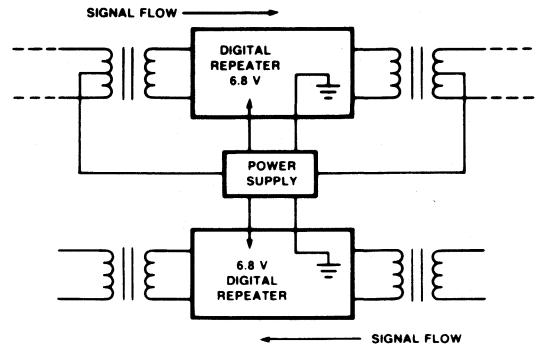 SIGNAL FLOW
DIGITAL
REPEATER
6.8 V
POWER
SUPPLY
6.8 V
DIGITAL
REPEATER
SIGNAL FLOW